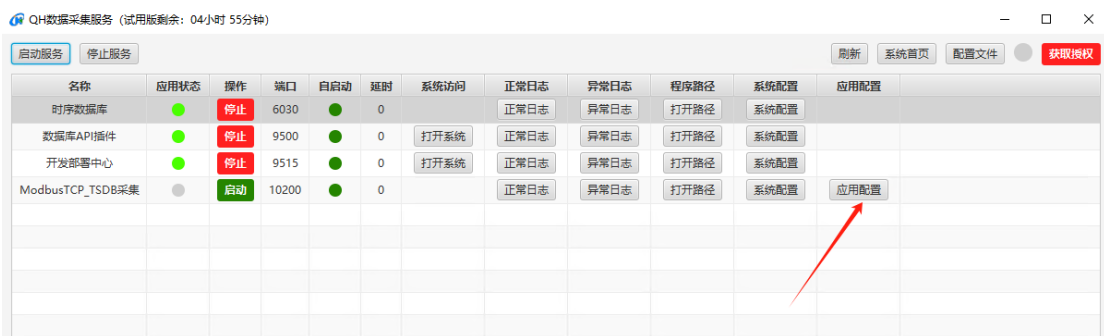 QH数据采集服务（试用版剩余：04小时 55分钟）
启动服务 停止服务 刷新 系统首页 配置文件 获取授权
名称 应用状态 操作 端口 自启动 延时 系统访问 正常日志 异常日志 程序路径 系统配置 应用配置
时序数据库 停止 6030 0 正常日志 异常日志 打开路径 系统配置
数据库API插件 停止 9500 0 打开系统 正常日志 异常日志 打开路径 系统配置
开发部署中心 停止 9515 0 打开系统 正常日志 异常日志 打开路径 系统配置
ModbusTCP_TSDB采集 启动 10200 0 正常日志 异常日志 打开路径 系统配置 应用配置